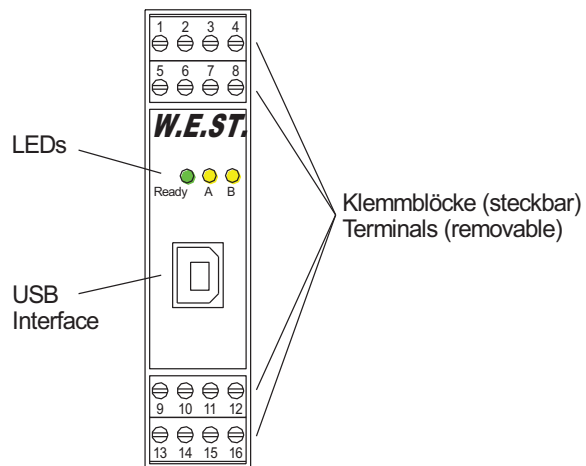 1 2 3 4
5 6 7 8
W.E.ST.
LEDs
Ready A B
Klemmblöcke (steckbar)
Terminals (removable)
USB
Interface
9 10 11 12
13 14 15 16